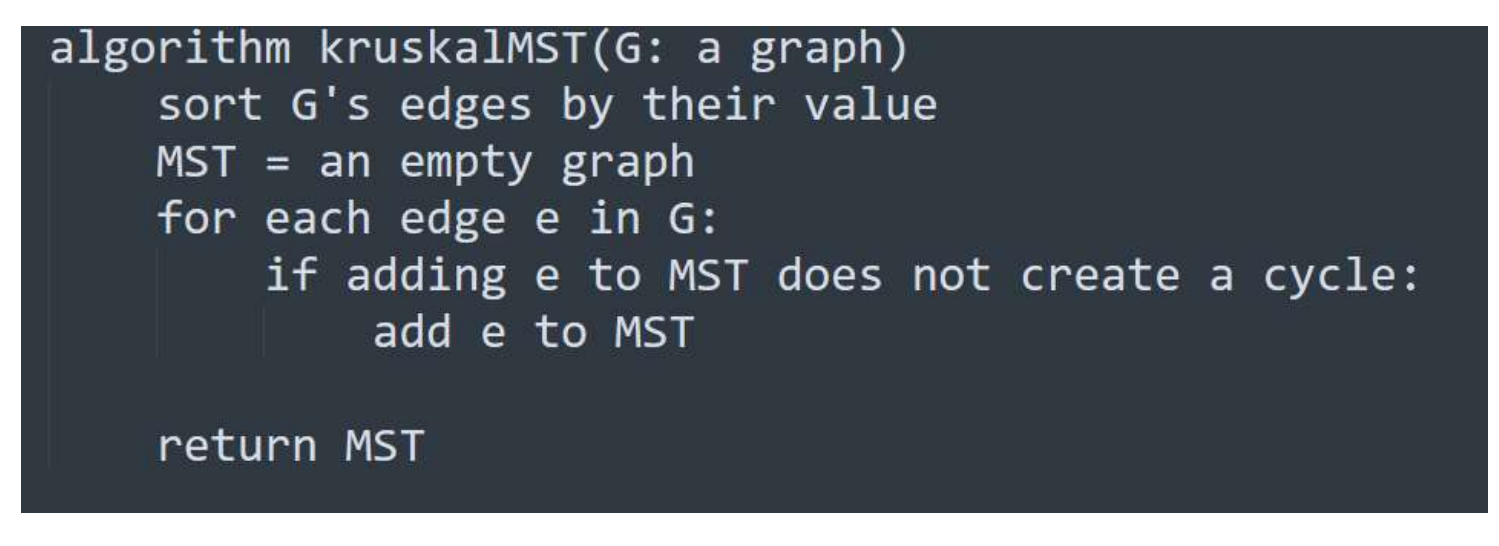 algorithm kruskalMST(G: a graph)
sort G's edges by their value
MST = an empty graph
for each edge e in G:
if adding e to MST does not create a cycle:
add e to MST
return MST